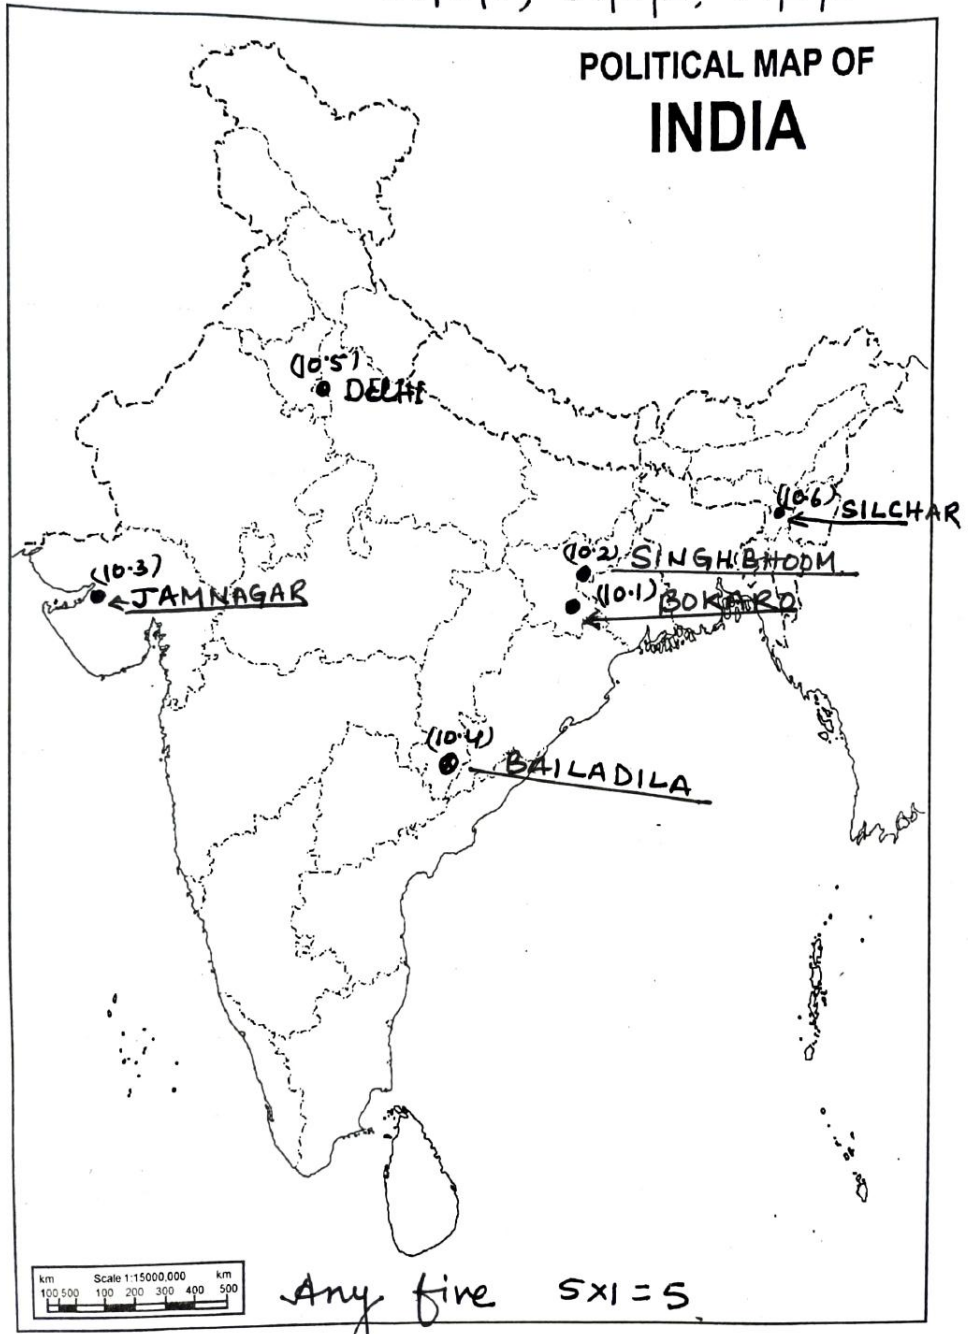 POLITICAL MAP OF
INDIA
(10.5)
DELHI
(10.6)
SILCHAR
(10.2) SINGHBHOOM
(10.3)
JAMNAGAR
(10.1) BOKARO
(10.4)
BAILADILA
km Scale 1:15000,000 km
100 500 100 200 300 400 500
Any five 5x1=5